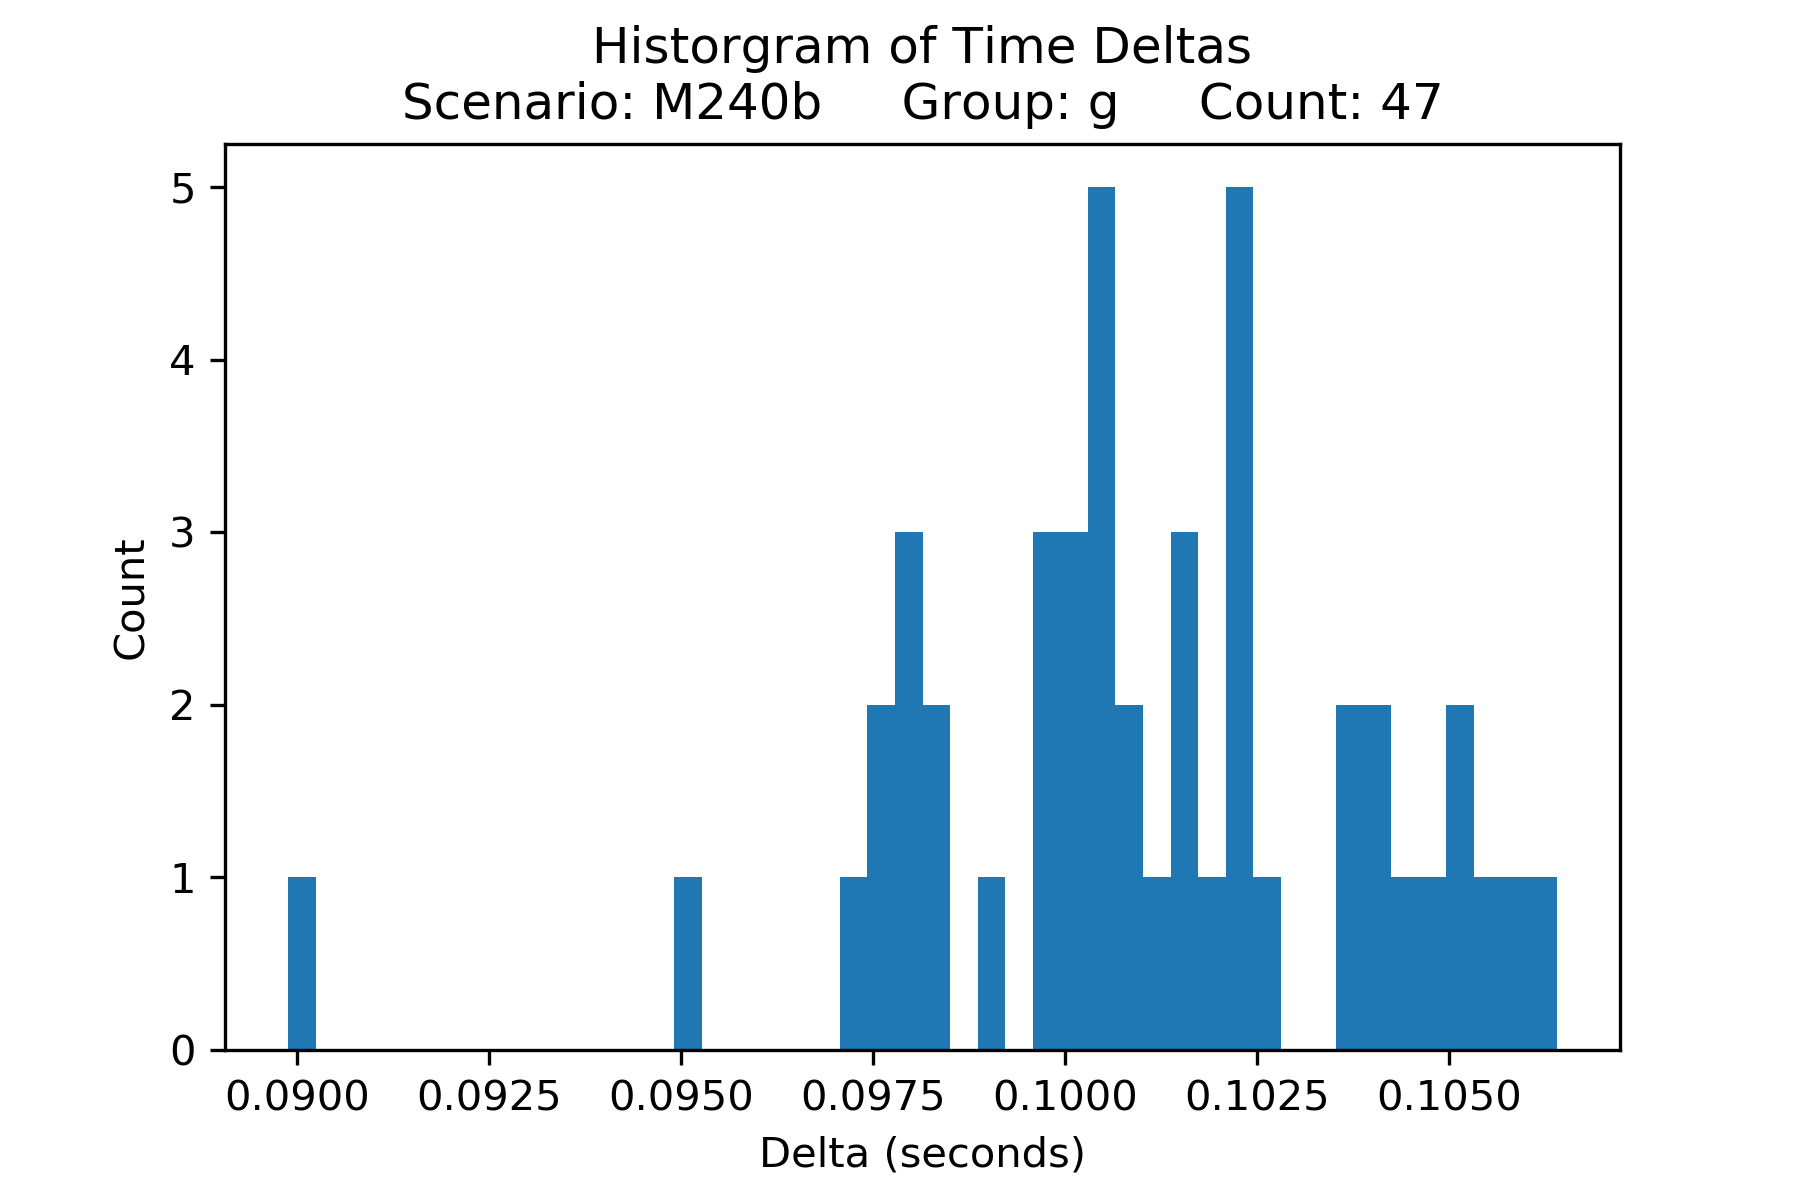 Historgram of Time Deltas
Scenario: M240b Group: g Count: 47
5
4
3
2
1
0
Count
0.0900 0.0925 0.0950 0.0975 0.1000 0.1025 0.1050
Delta (seconds)